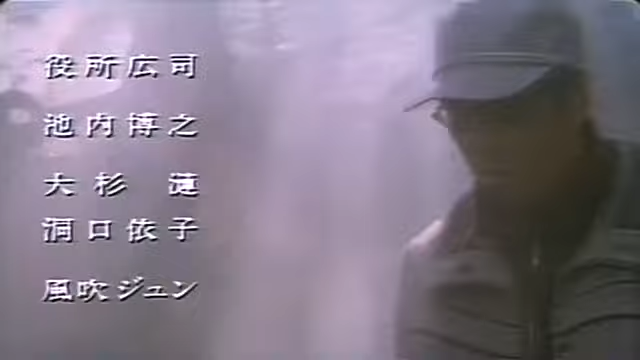 役所広司
池内博之
大杉 漣
洞口依子
風吹ジュン